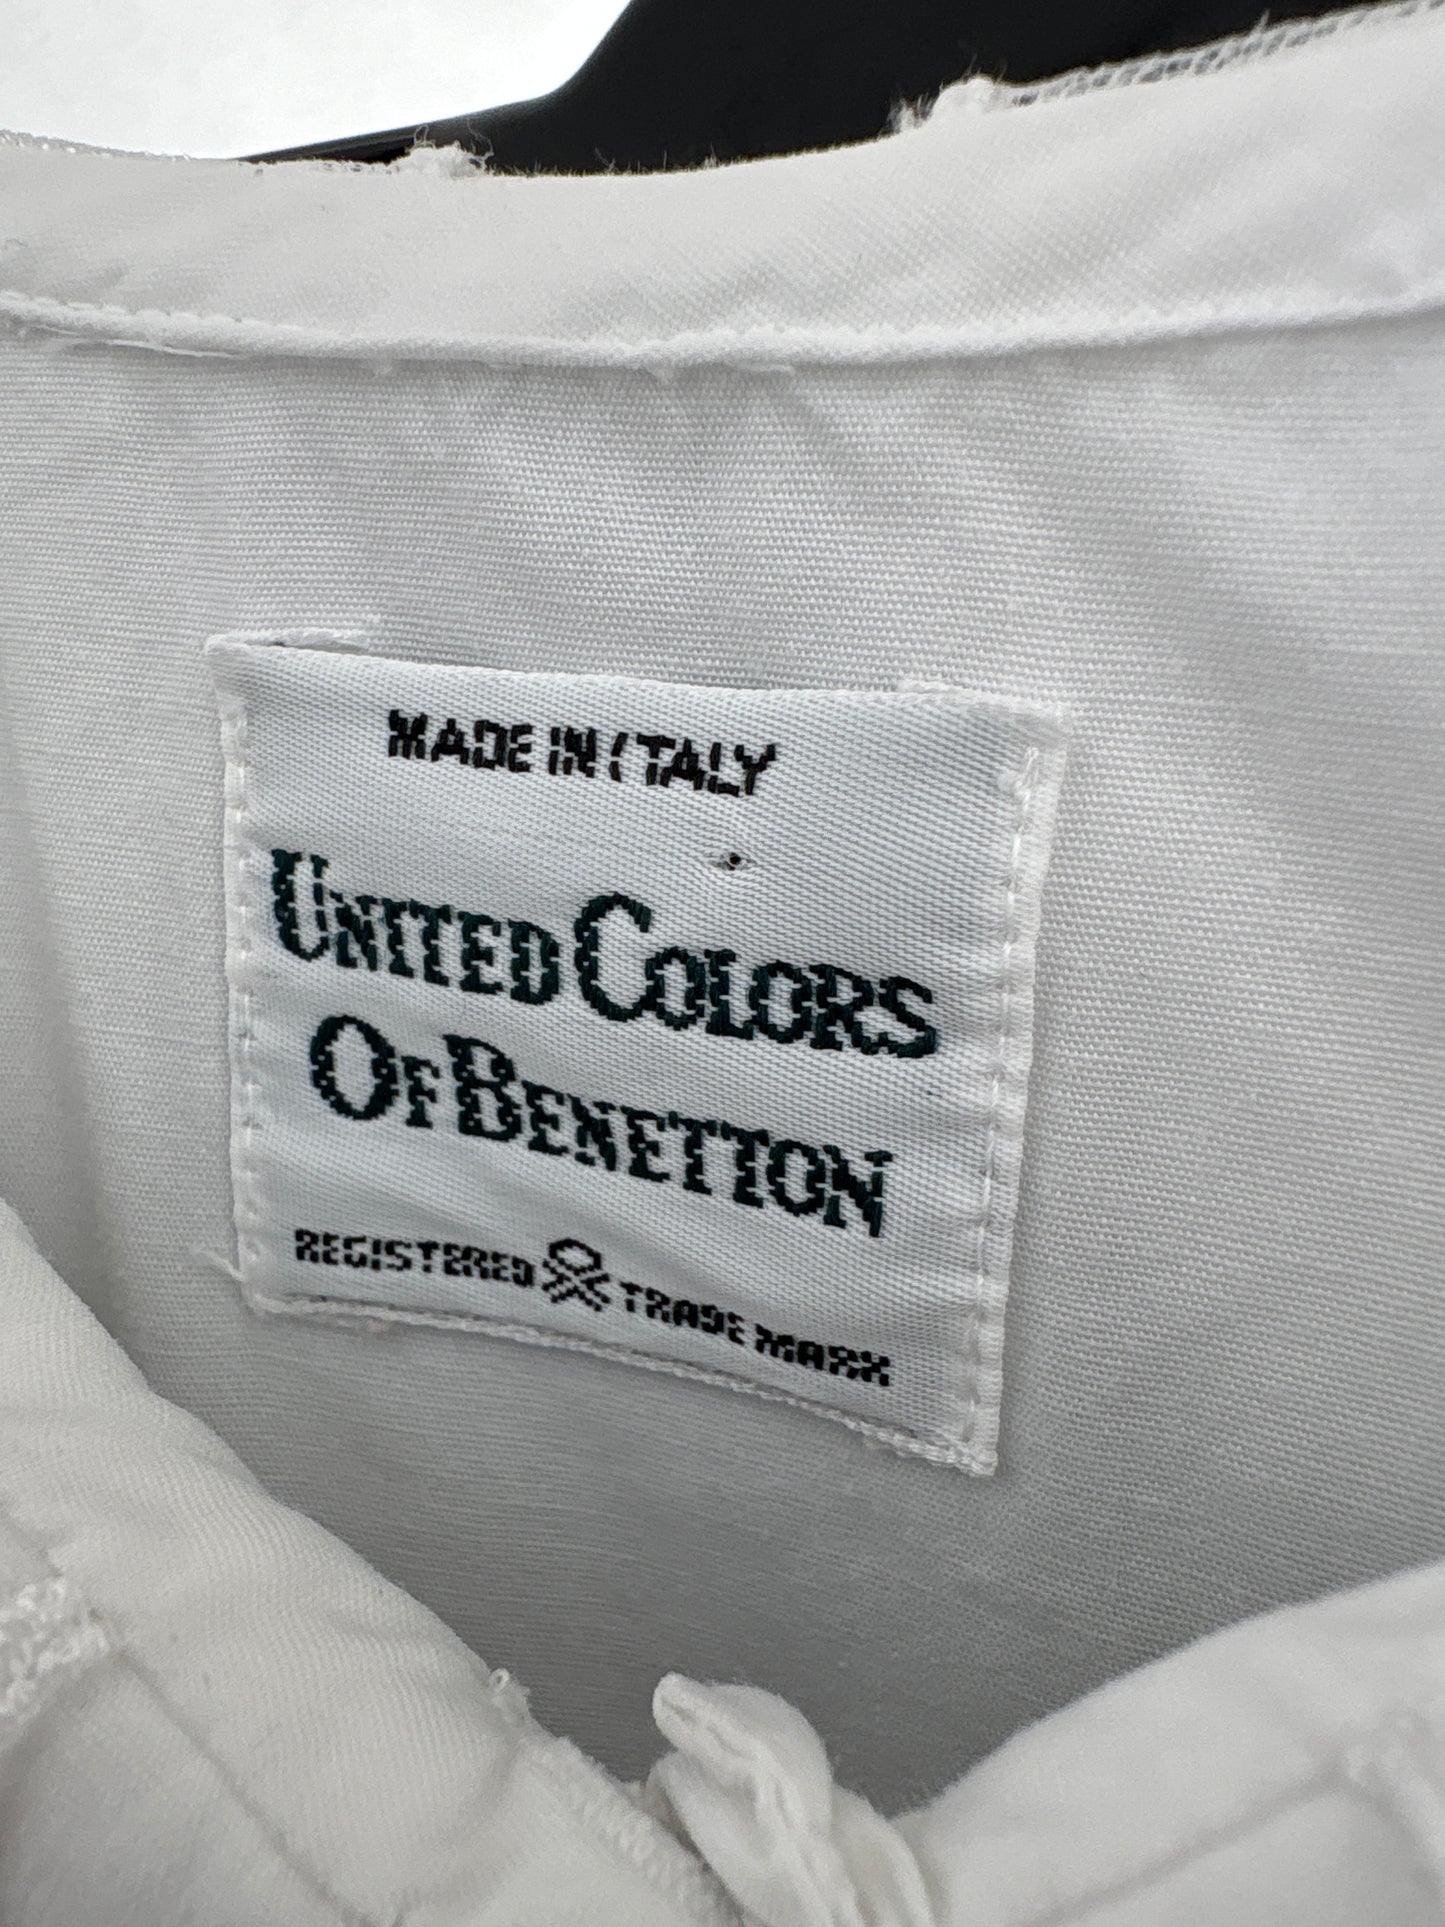 MADE IN ITALY
UNITED COLORS
OF BENETTON
REGISTERED TRADE MARK